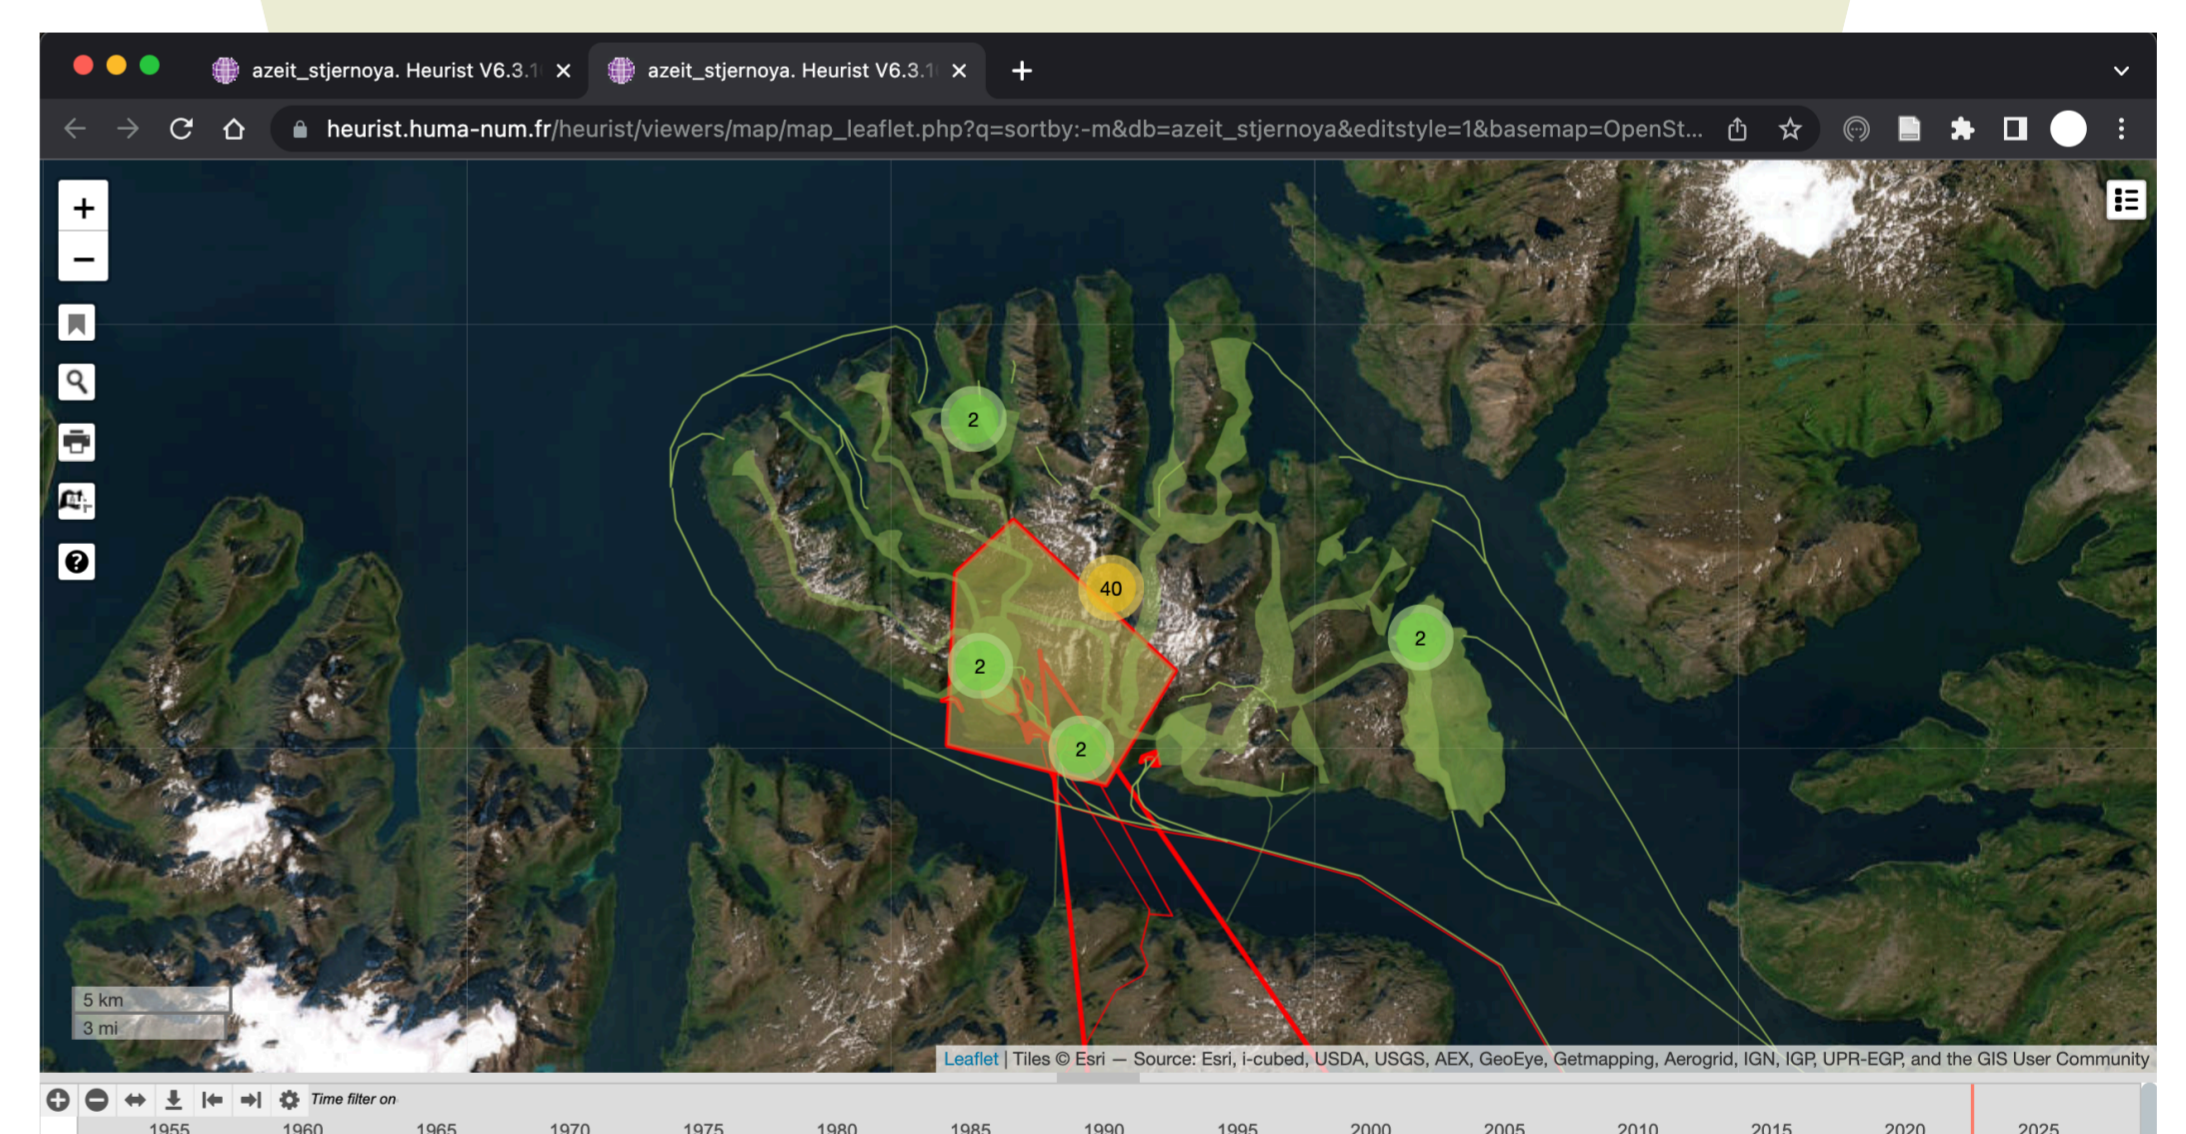 azeit_stjernoya. Heurist V6.3.1
azeit_stjernoya. Heurist V6.3.1
heurist.huma-num.fr/heurist/viewers/map/map_leaflet.php?q=sortby:-m&db=azeit_stjernoya&editstyle=1&basemap=OpenSt...
+
−
2
40
2
2
2
5 km
3 mi
Leaflet | Tiles © Esri — Source: Esri, i-cubed, USDA, USGS, AEX, GeoEye, Getmapping, Aerogrid, IGN, IGP, UPR-EGP, and the GIS User Community
Time filter on
1955 1960 1965 1970 1975 1980 1985 1990 1995 2000 2005 2010 2015 2020 2025